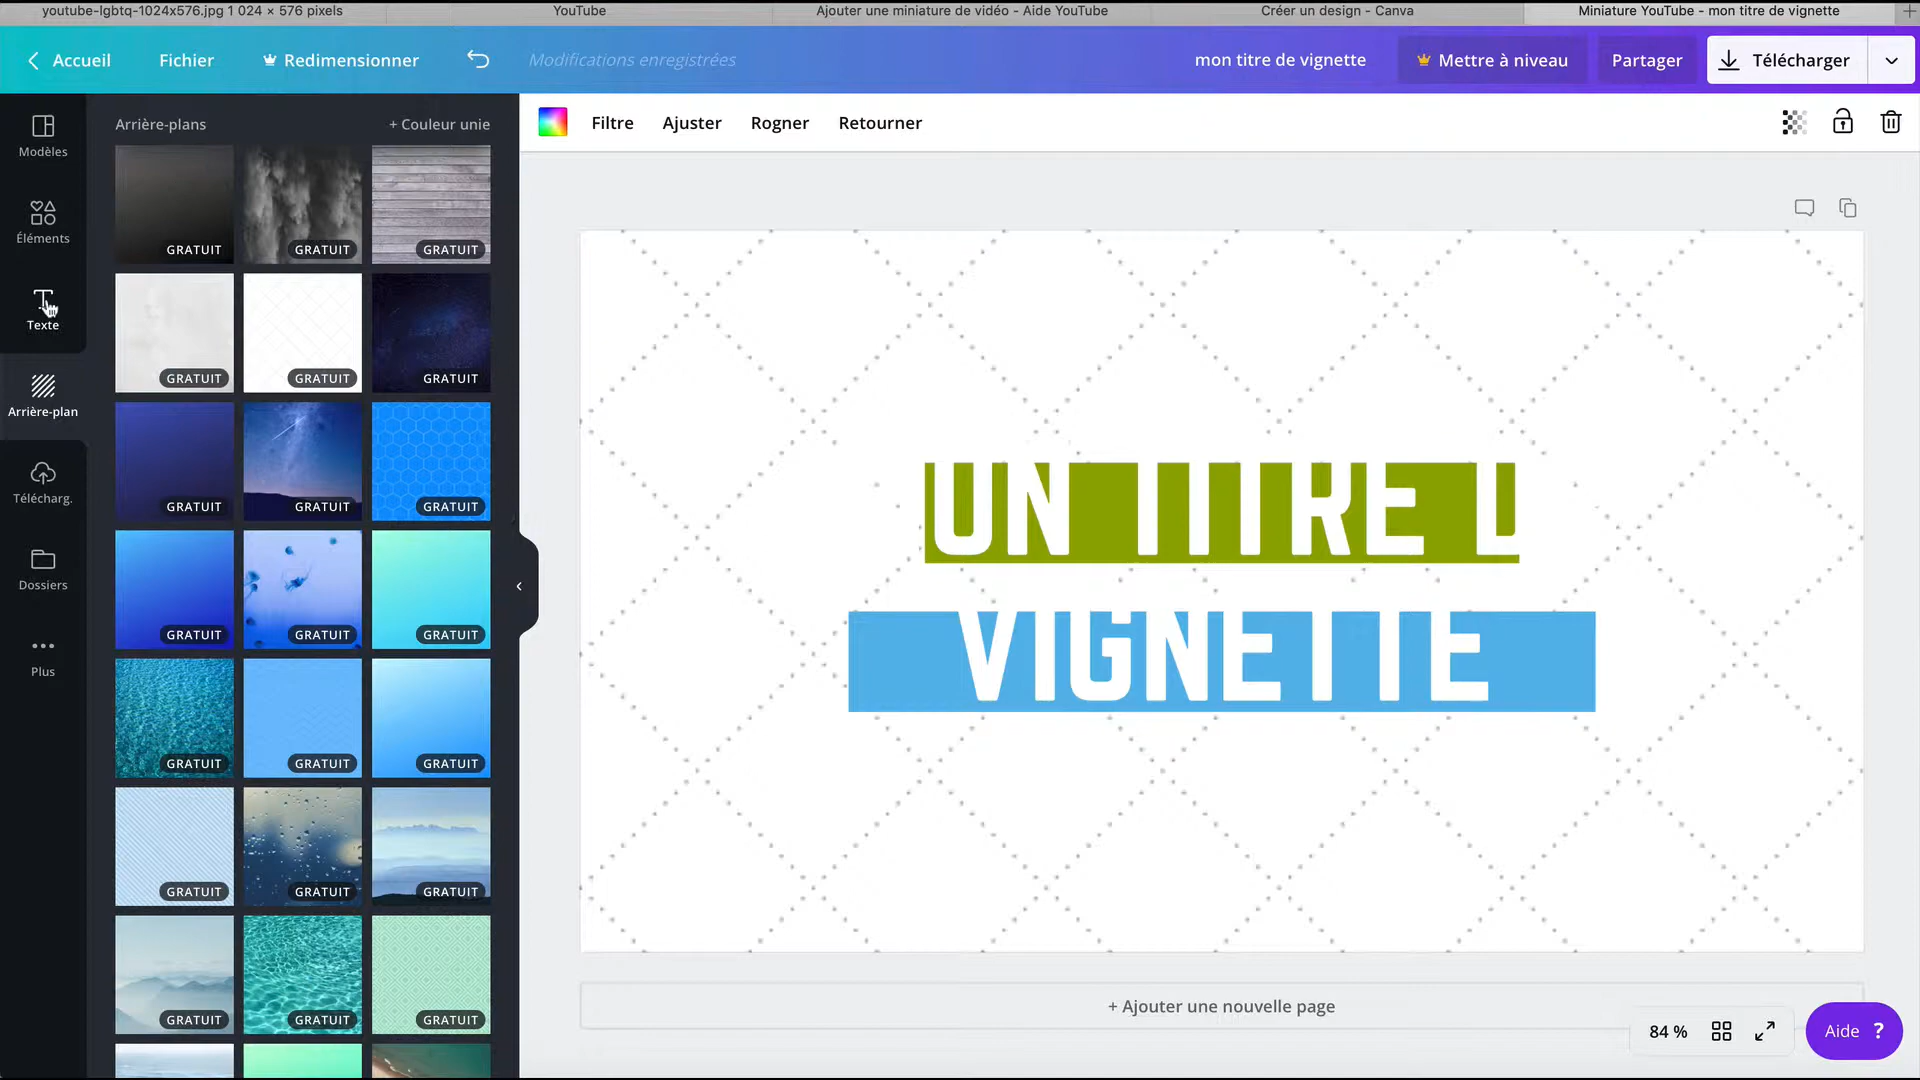 youtube-lgbtq-1024x576.jpg 1 024 × 576 pixels
YouTube
Ajouter une miniature de vidéo - Aide YouTube
Créer un design - Canva
Miniature YouTube - mon titre de vignette
Accueil
Fichier
Redimensionner
Modifications enregistrées
mon titre de vignette
Mettre à niveau
Partager
Télécharger
Filtre
Ajuster
Rogner
Retourner
Modèles
Éléments
Texte
Arrière-plan
Télécharg.
Dossiers
Plus
Arrière-plans
+ Couleur unie
GRATUIT GRATUIT GRATUIT
GRATUIT GRATUIT GRATUIT
GRATUIT GRATUIT GRATUIT
GRATUIT GRATUIT GRATUIT
GRATUIT GRATUIT GRATUIT
GRATUIT GRATUIT GRATUIT
GRATUIT GRATUIT GRATUIT
UN TITRE D
VIGNETTE
+ Ajouter une nouvelle page
84 %
Aide ?